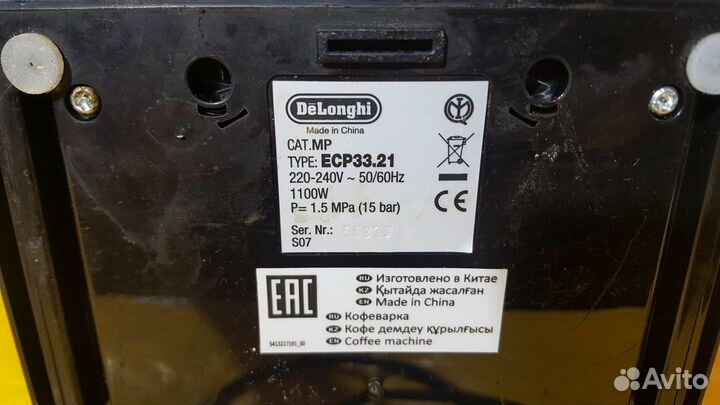 DeLonghi
Made in China
CAT.MP
TYPE: ECP33.21
220-240V ~ 50/60Hz
1100W
P= 1.5 MPa (15 bar)
Ser. Nr.:
S07
CE
EAC
RU Изготовлено в Китае
KZ Қытайда жасалған
EN Made in China
RU Кофеварка
KZ Кофе демдеу құрылғысы
EN Coffee machine
5413217191_00
Avito